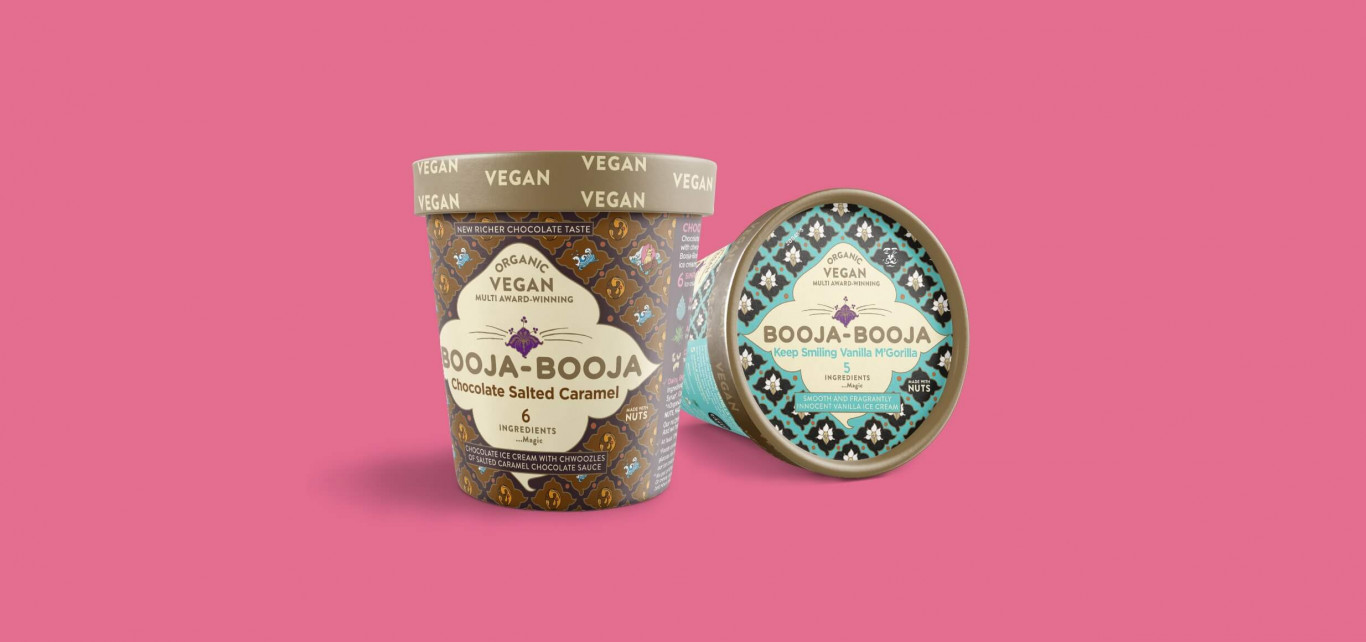 VEGAN
VEGAN
VEGAN
VEGAN
VEGAN
VEGAN
NEW RICHER CHOCOLATE TASTE
ORGANIC
VEGAN
MULTI AWARD-WINNING
BOOJA-BOOJA
Chocolate Salted Caramel
6
INGREDIENTS
...Magic
MADE WITH
NUTS
CHOCOLATE ICE CREAM WITH CHWOOZLES
OF SALTED CARAMEL CHOCOLATE SAUCE
6
ORGANIC
VEGAN
MULTI AWARD-WINNING
BOOJA-BOOJA
Keep Smiling Vanilla M'Gorilla
5
INGREDIENTS
...Magic
MADE WITH
NUTS
SMOOTH AND FRAGRANTLY
INNOCENT VANILLA ICE CREAM
VEGAN